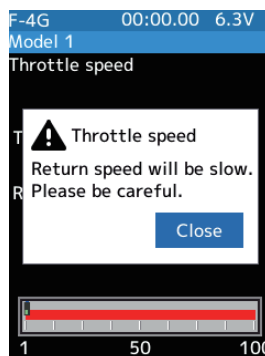 F-4G 00:00.00 6.3V
Model 1
Throttle speed
T
Throttle speed
Return speed will be slow.
R
Please be careful.
Close
1 50 100